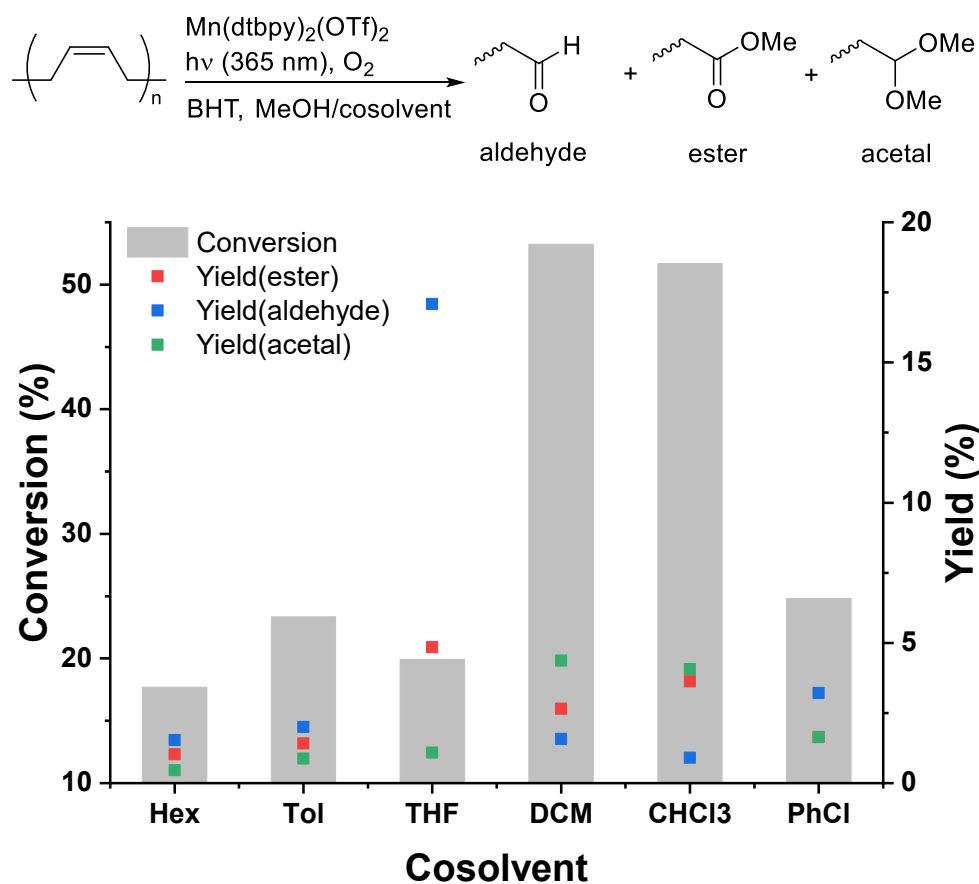 Mn(dtbpy)2(OTf)2
hν (365 nm), O2
BHT, MeOH/cosolvent
n
H
O
aldehyde
+
OMe
O
ester
+
OMe
OMe
acetal
Conversion
Yield(ester)
Yield(aldehyde)
Yield(acetal)
Conversion (%)
50
40
30
20
10
Yield (%)
20
15
10
5
0
Hex Tol THF DCM CHCl3 PhCl
Cosolvent